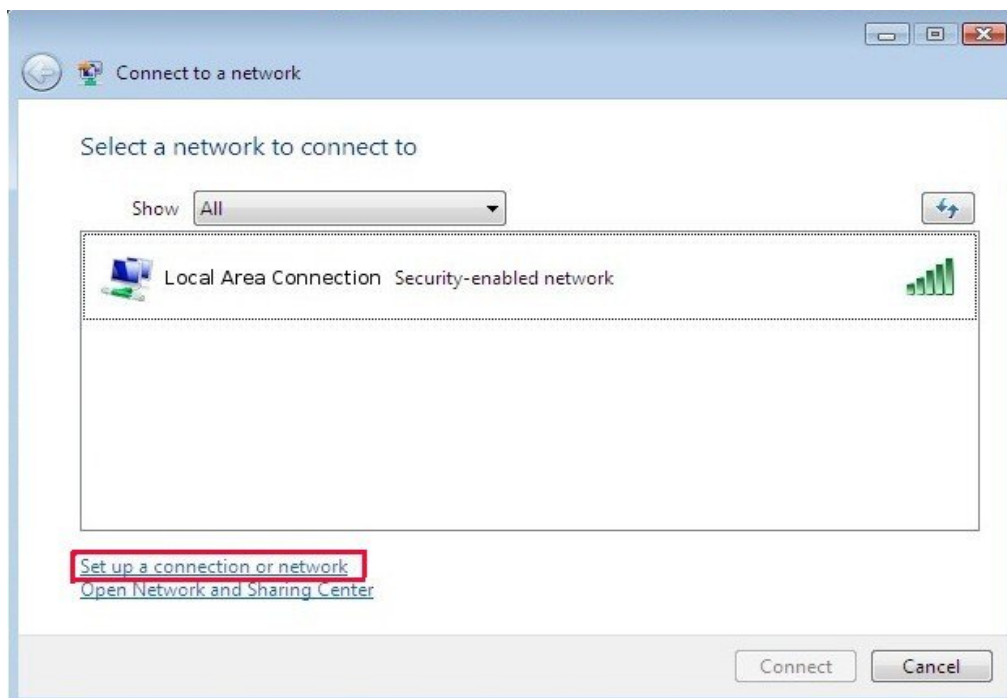 Connect to a network
Select a network to connect to
Show All
Local Area Connection Security-enabled network
Set up a connection or network
Open Network and Sharing Center
Connect Cancel